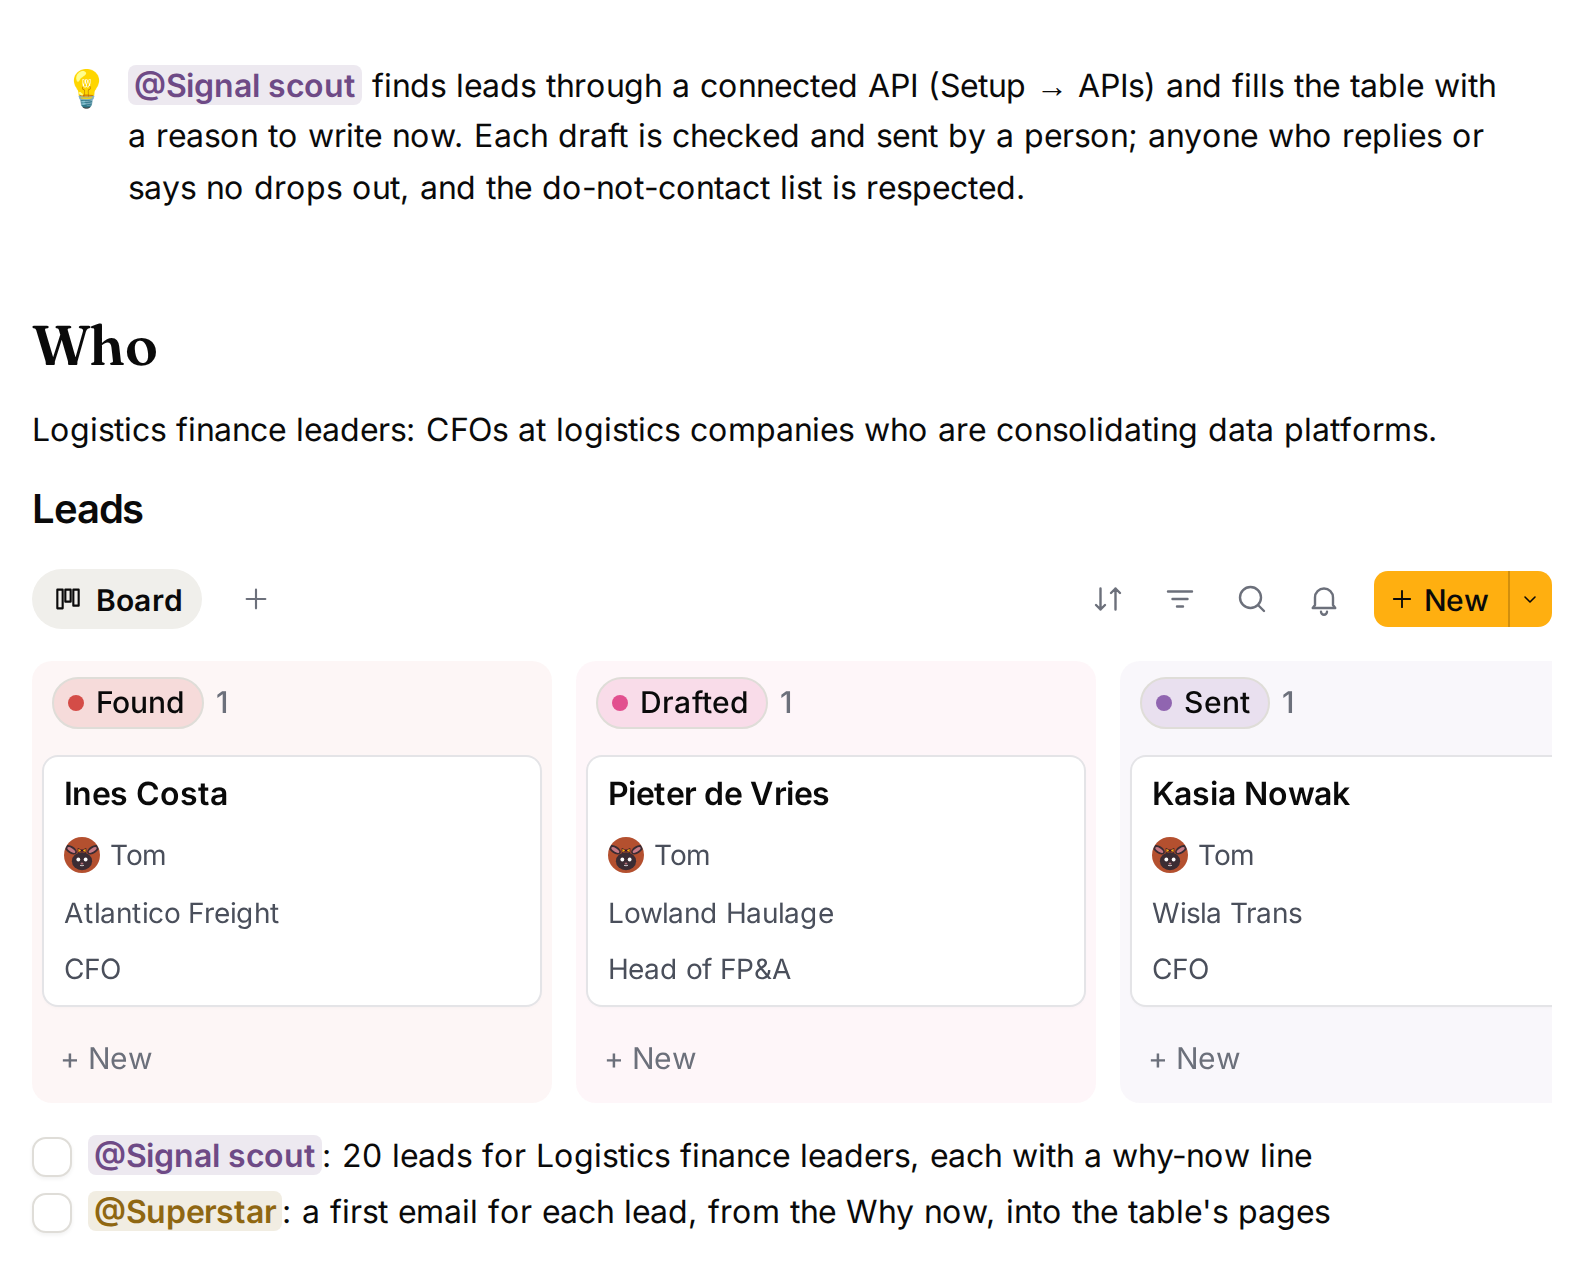 @Signal scout finds leads through a connected API (Setup → APIs) and fills the table with
a reason to write now. Each draft is checked and sent by a person; anyone who replies or
says no drops out, and the do-not-contact list is respected.
Who
Logistics finance leaders: CFOs at logistics companies who are consolidating data platforms.
Leads
Board
+ New
Found 1
Ines Costa
Tom
Atlantico Freight
CFO
+ New
Drafted 1
Pieter de Vries
Tom
Lowland Haulage
Head of FP&A
+ New
Sent 1
Kasia Nowak
Tom
Wisla Trans
CFO
+ New
@Signal scout: 20 leads for Logistics finance leaders, each with a why-now line
@Superstar: a first email for each lead, from the Why now, into the table's pages